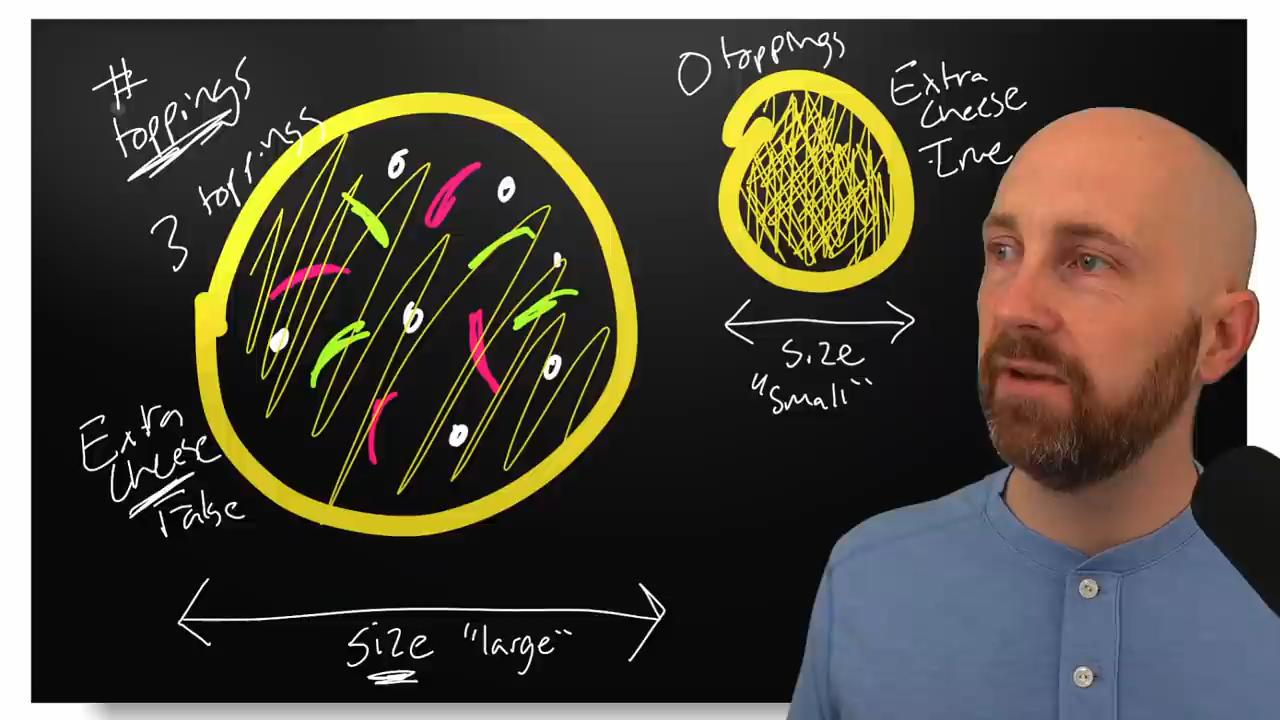 #
toppings
3 toppings
Extra
Cheese
False
size "large"
0 toppings
Extra
Cheese
True
size
"small"